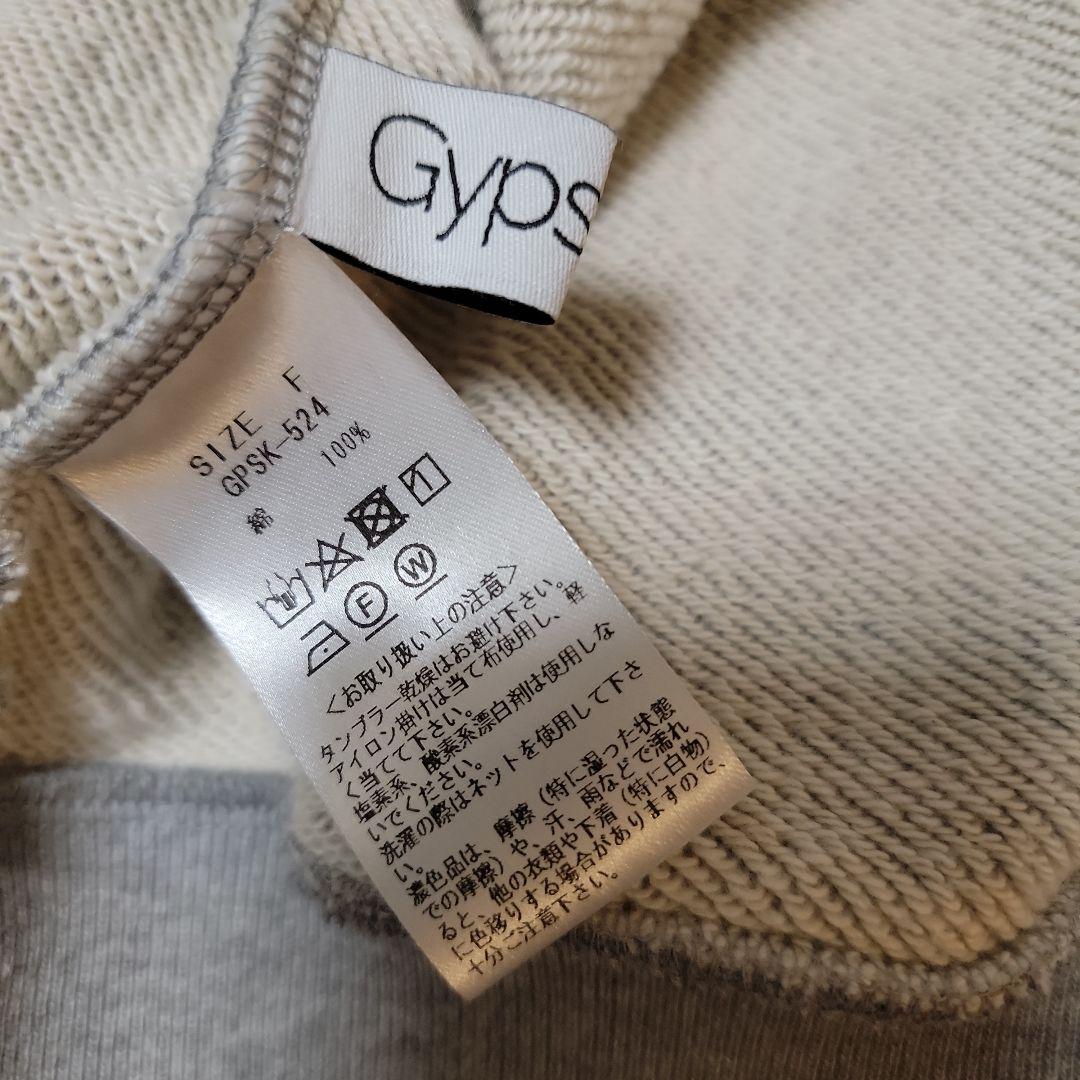 Gyps
SIZE F
GPSK-524
綿 100%
F W
<お取り扱い上の注意>
タンブラー乾燥はお避け下さい。
アイロン掛けは当て布使用し、軽
く当てて下さい。
塩素系、酸素系漂白剤は使用しな
いでください。
洗濯の際はネットを使用して下さ
い。
濃色品は、摩擦(特に湿った状態
での摩擦)や、汗、雨などで濡れ
ると、他の衣類や下着(特に白物)
に色移りする場合がありますので、
十分ご注意下さい。